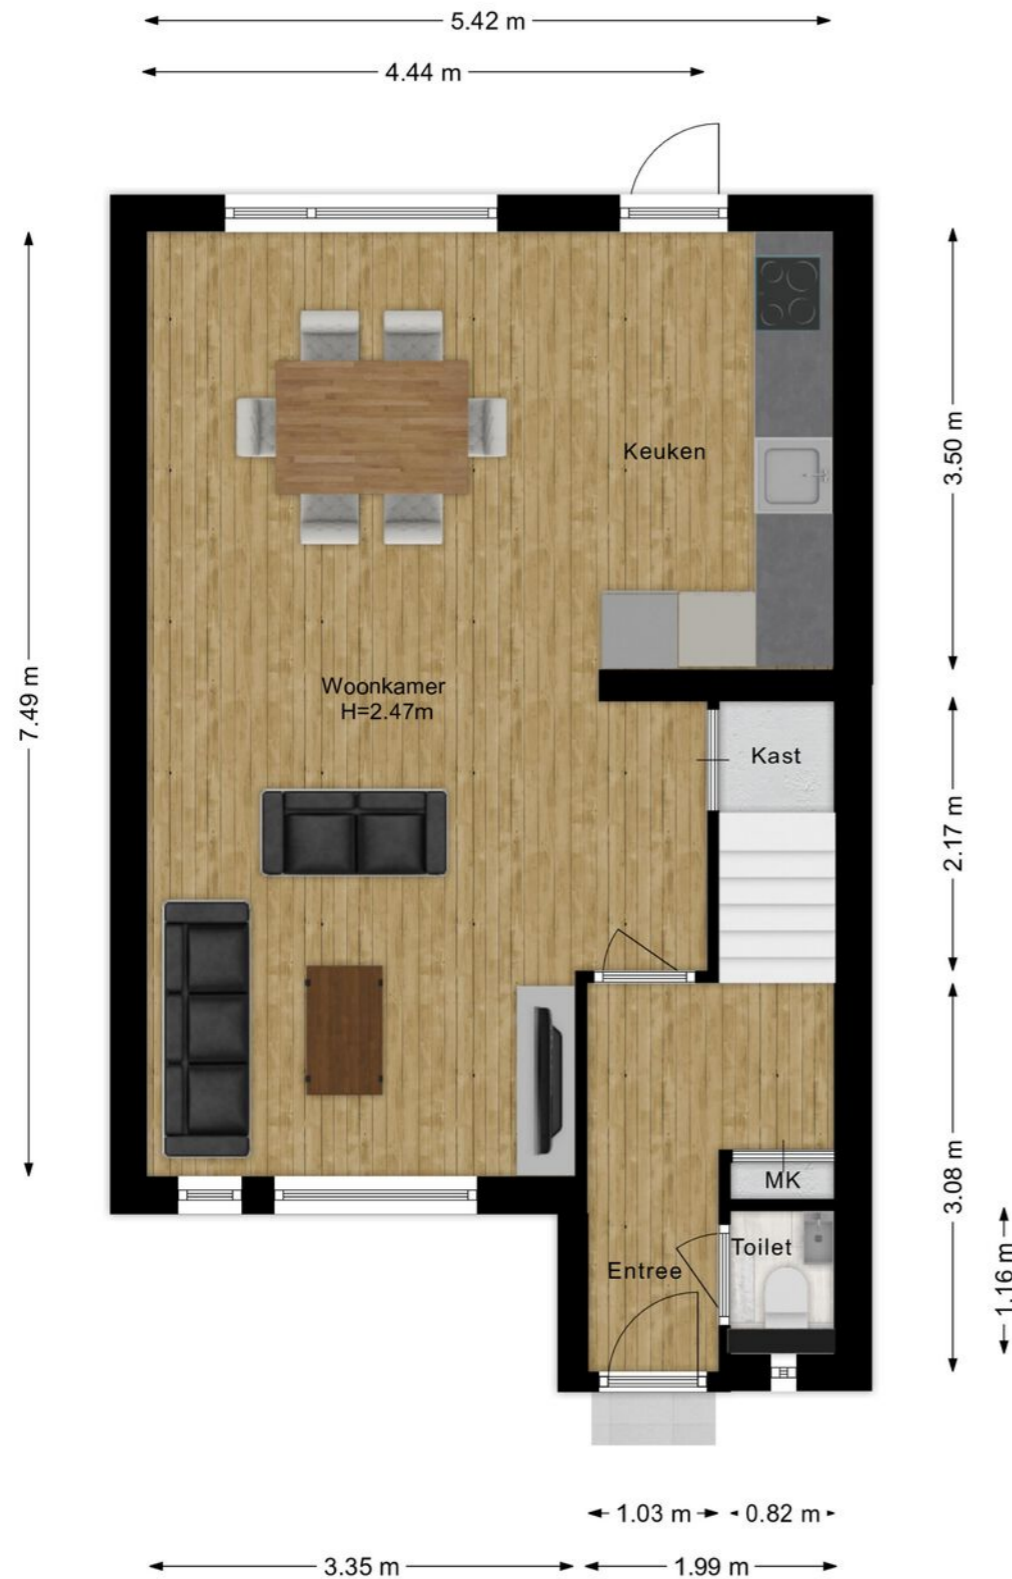 5.42 m
4.44 m
Keuken
3.50 m
7.49 m
Woonkamer
H=2.47m
Kast
2.17 m
3.08 m
MK
Toilet
Entree
1.16 m
1.03 m
0.82 m
3.35 m
1.99 m